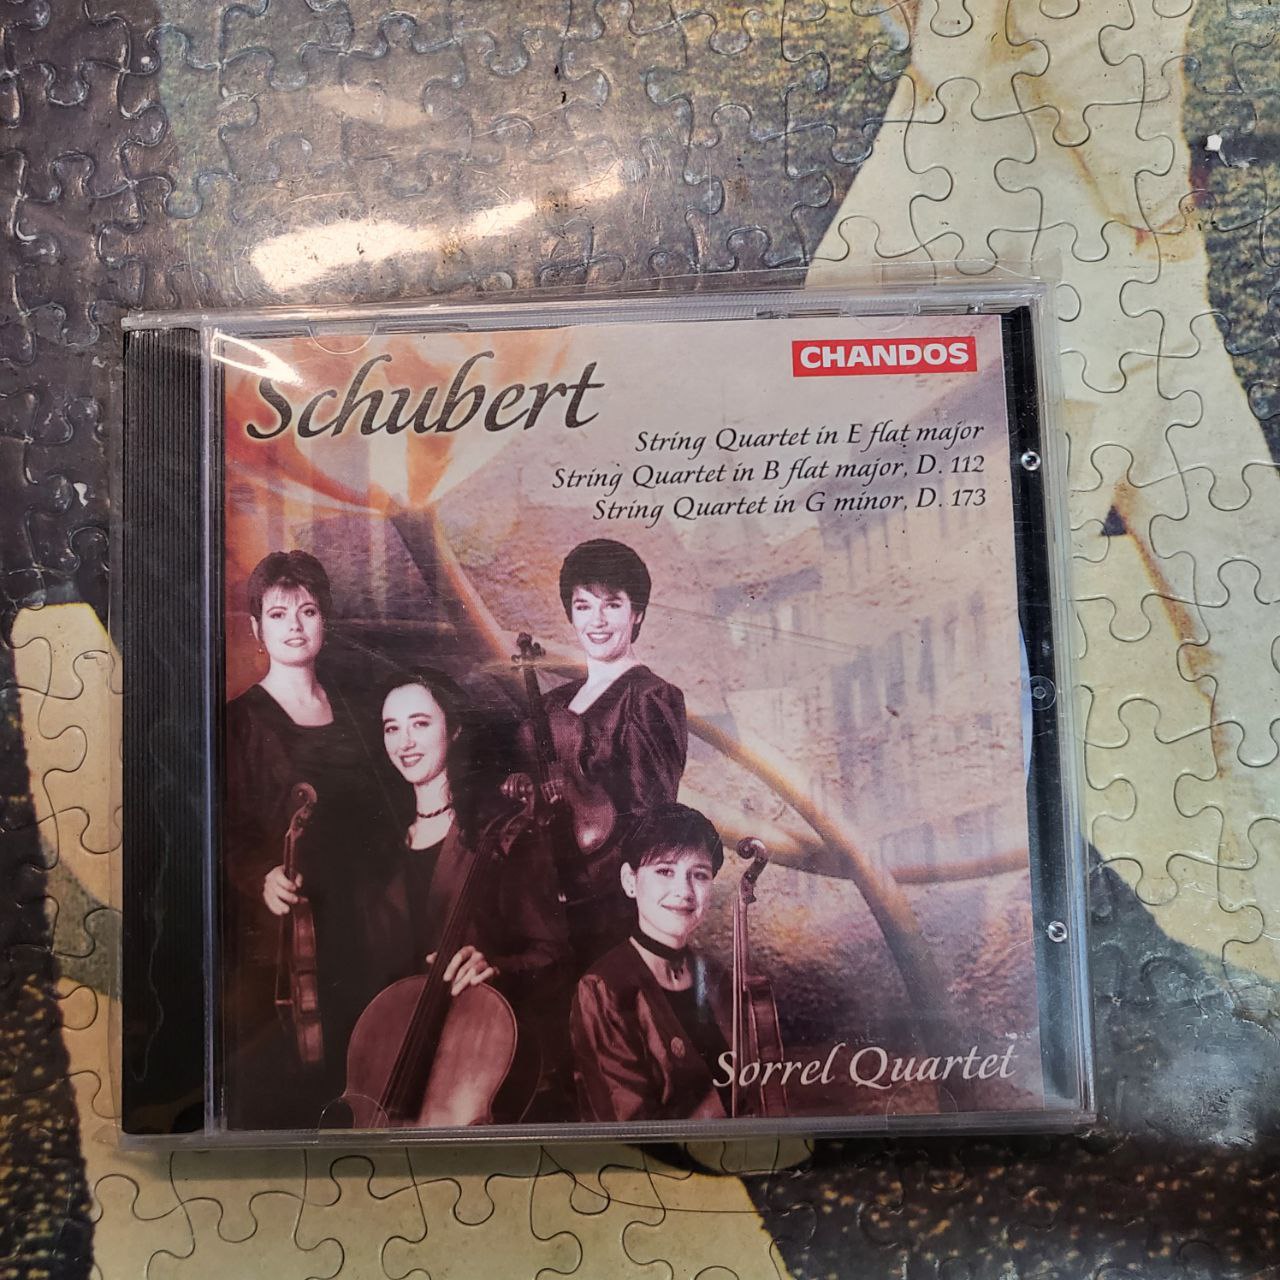 Schubert
CHANDOS
String Quartet in E flat major
String Quartet in B flat major, D. 112
String Quartet in G minor, D. 173
Sorrel Quartet